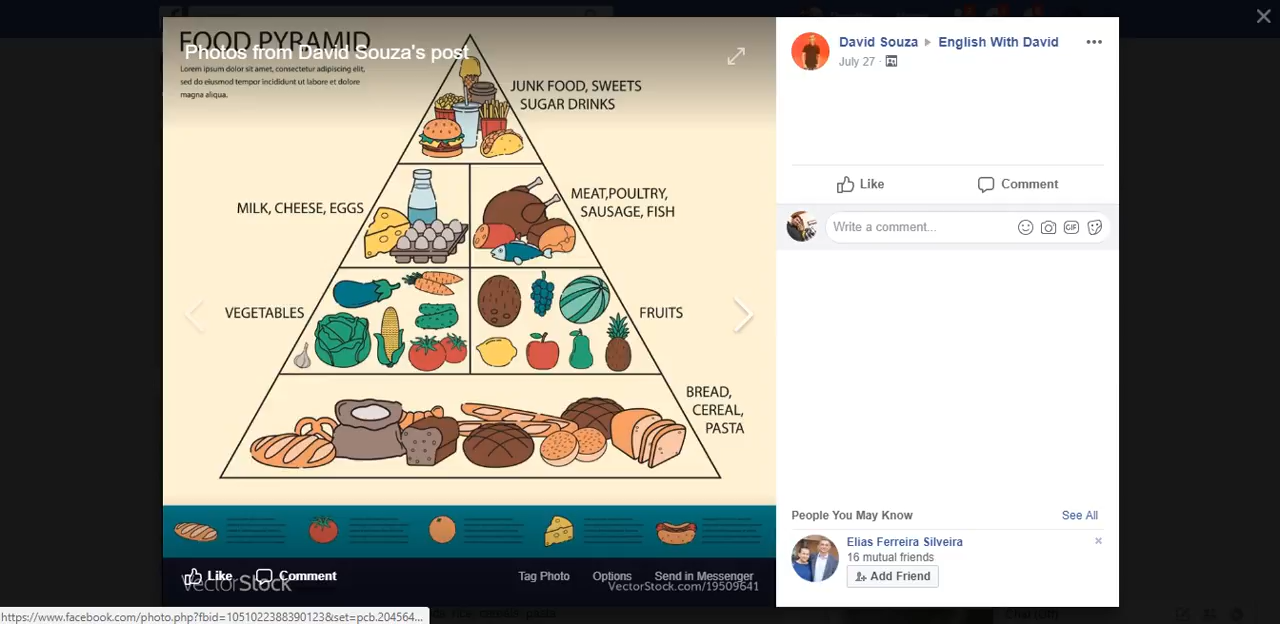 FOOD PYRAMID
Photos from David Souza's post
Lorem ipsum dolor sit amet, consectetur adipiscing elit,
sed do eiusmod tempor incididunt ut labore et dolore
magna aliqua.
JUNK FOOD, SWEETS
SUGAR DRINKS
MILK, CHEESE, EGGS
MEAT,POULTRY,
SAUSAGE, FISH
VEGETABLES
FRUITS
BREAD,
CEREAL,
PASTA
Like
Comment
Tag Photo
Options
Send in Messenger
VectorStock
VectorStock.com/19509641
David Souza
English With David
July 27
Like
Comment
Write a comment...
GIF
People You May Know
See All
Elias Ferreira Silveira
16 mutual friends
Add Friend
https://www.facebook.com/photo.php?fbid=1051022388390123&set=pcb.204564...